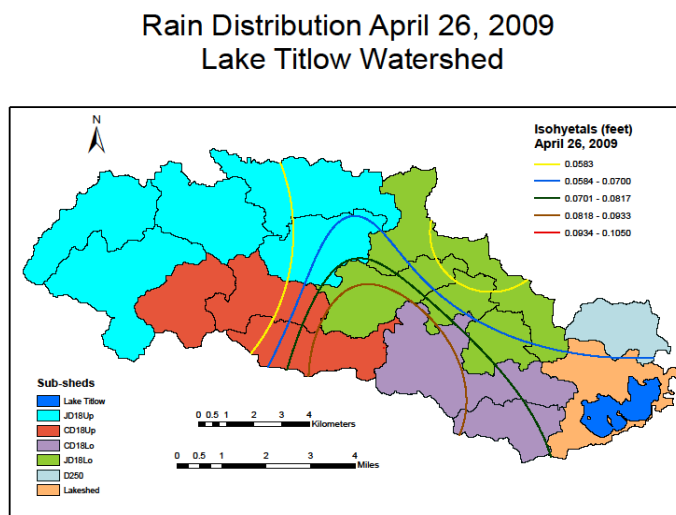 Rain Distribution April 26, 2009
Lake Titlow Watershed
N
Isohyetals (feet)
April 26, 2009
0.0583
0.0584 - 0.0700
0.0701 - 0.0817
0.0818 - 0.0933
0.0934 - 0.1050
Sub-sheds
Lake Titlow
JD18Up
CD18Up
CD18Lo
JD18Lo
D250
Lakeshed
0 0.5 1 2 3 4
Kilometers
0 0.5 1 2 3 4
Miles